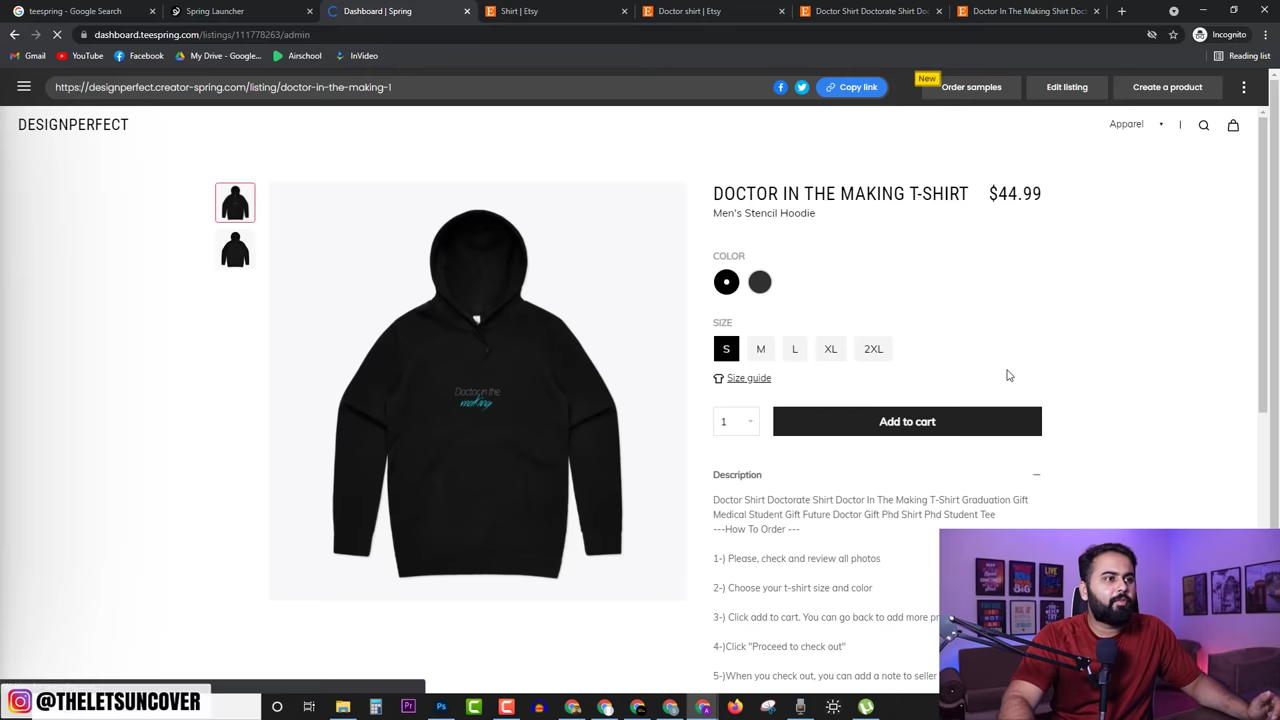 teespring - Google Search
Spring Launcher
Dashboard | Spring
Shirt | Etsy
Doctor shirt | Etsy
Doctor Shirt Doctorate Shirt Doc
Doctor In The Making Shirt Doct
dashboard.teespring.com/listings/111778263/admin
Incognito
Gmail
YouTube
Facebook
My Drive - Google...
Airschool
InVideo
Reading list
https://designperfect.creator-spring.com/listing/doctor-in-the-making-1
Copy link
New
Order samples
Edit listing
Create a product
DESIGNPERFECT
Apparel
DOCTOR IN THE MAKING T-SHIRT $44.99
Men's Stencil Hoodie
COLOR
SIZE
S M L XL 2XL
Size guide
Doctor in the
making
1
Add to cart
Description
Doctor Shirt Doctorate Shirt Doctor In The Making T-Shirt Graduation Gift
Medical Student Gift Future Doctor Gift Phd Shirt Phd Student Tee
---How To Order ---
1-) Please, check and review all photos
2-) Choose your t-shirt size and color
3-) Click add to cart. You can go back to add more pr
4-)Click "Proceed to check out"
5-)When you check out, you can add a note to seller
@THELETSUNCOVER